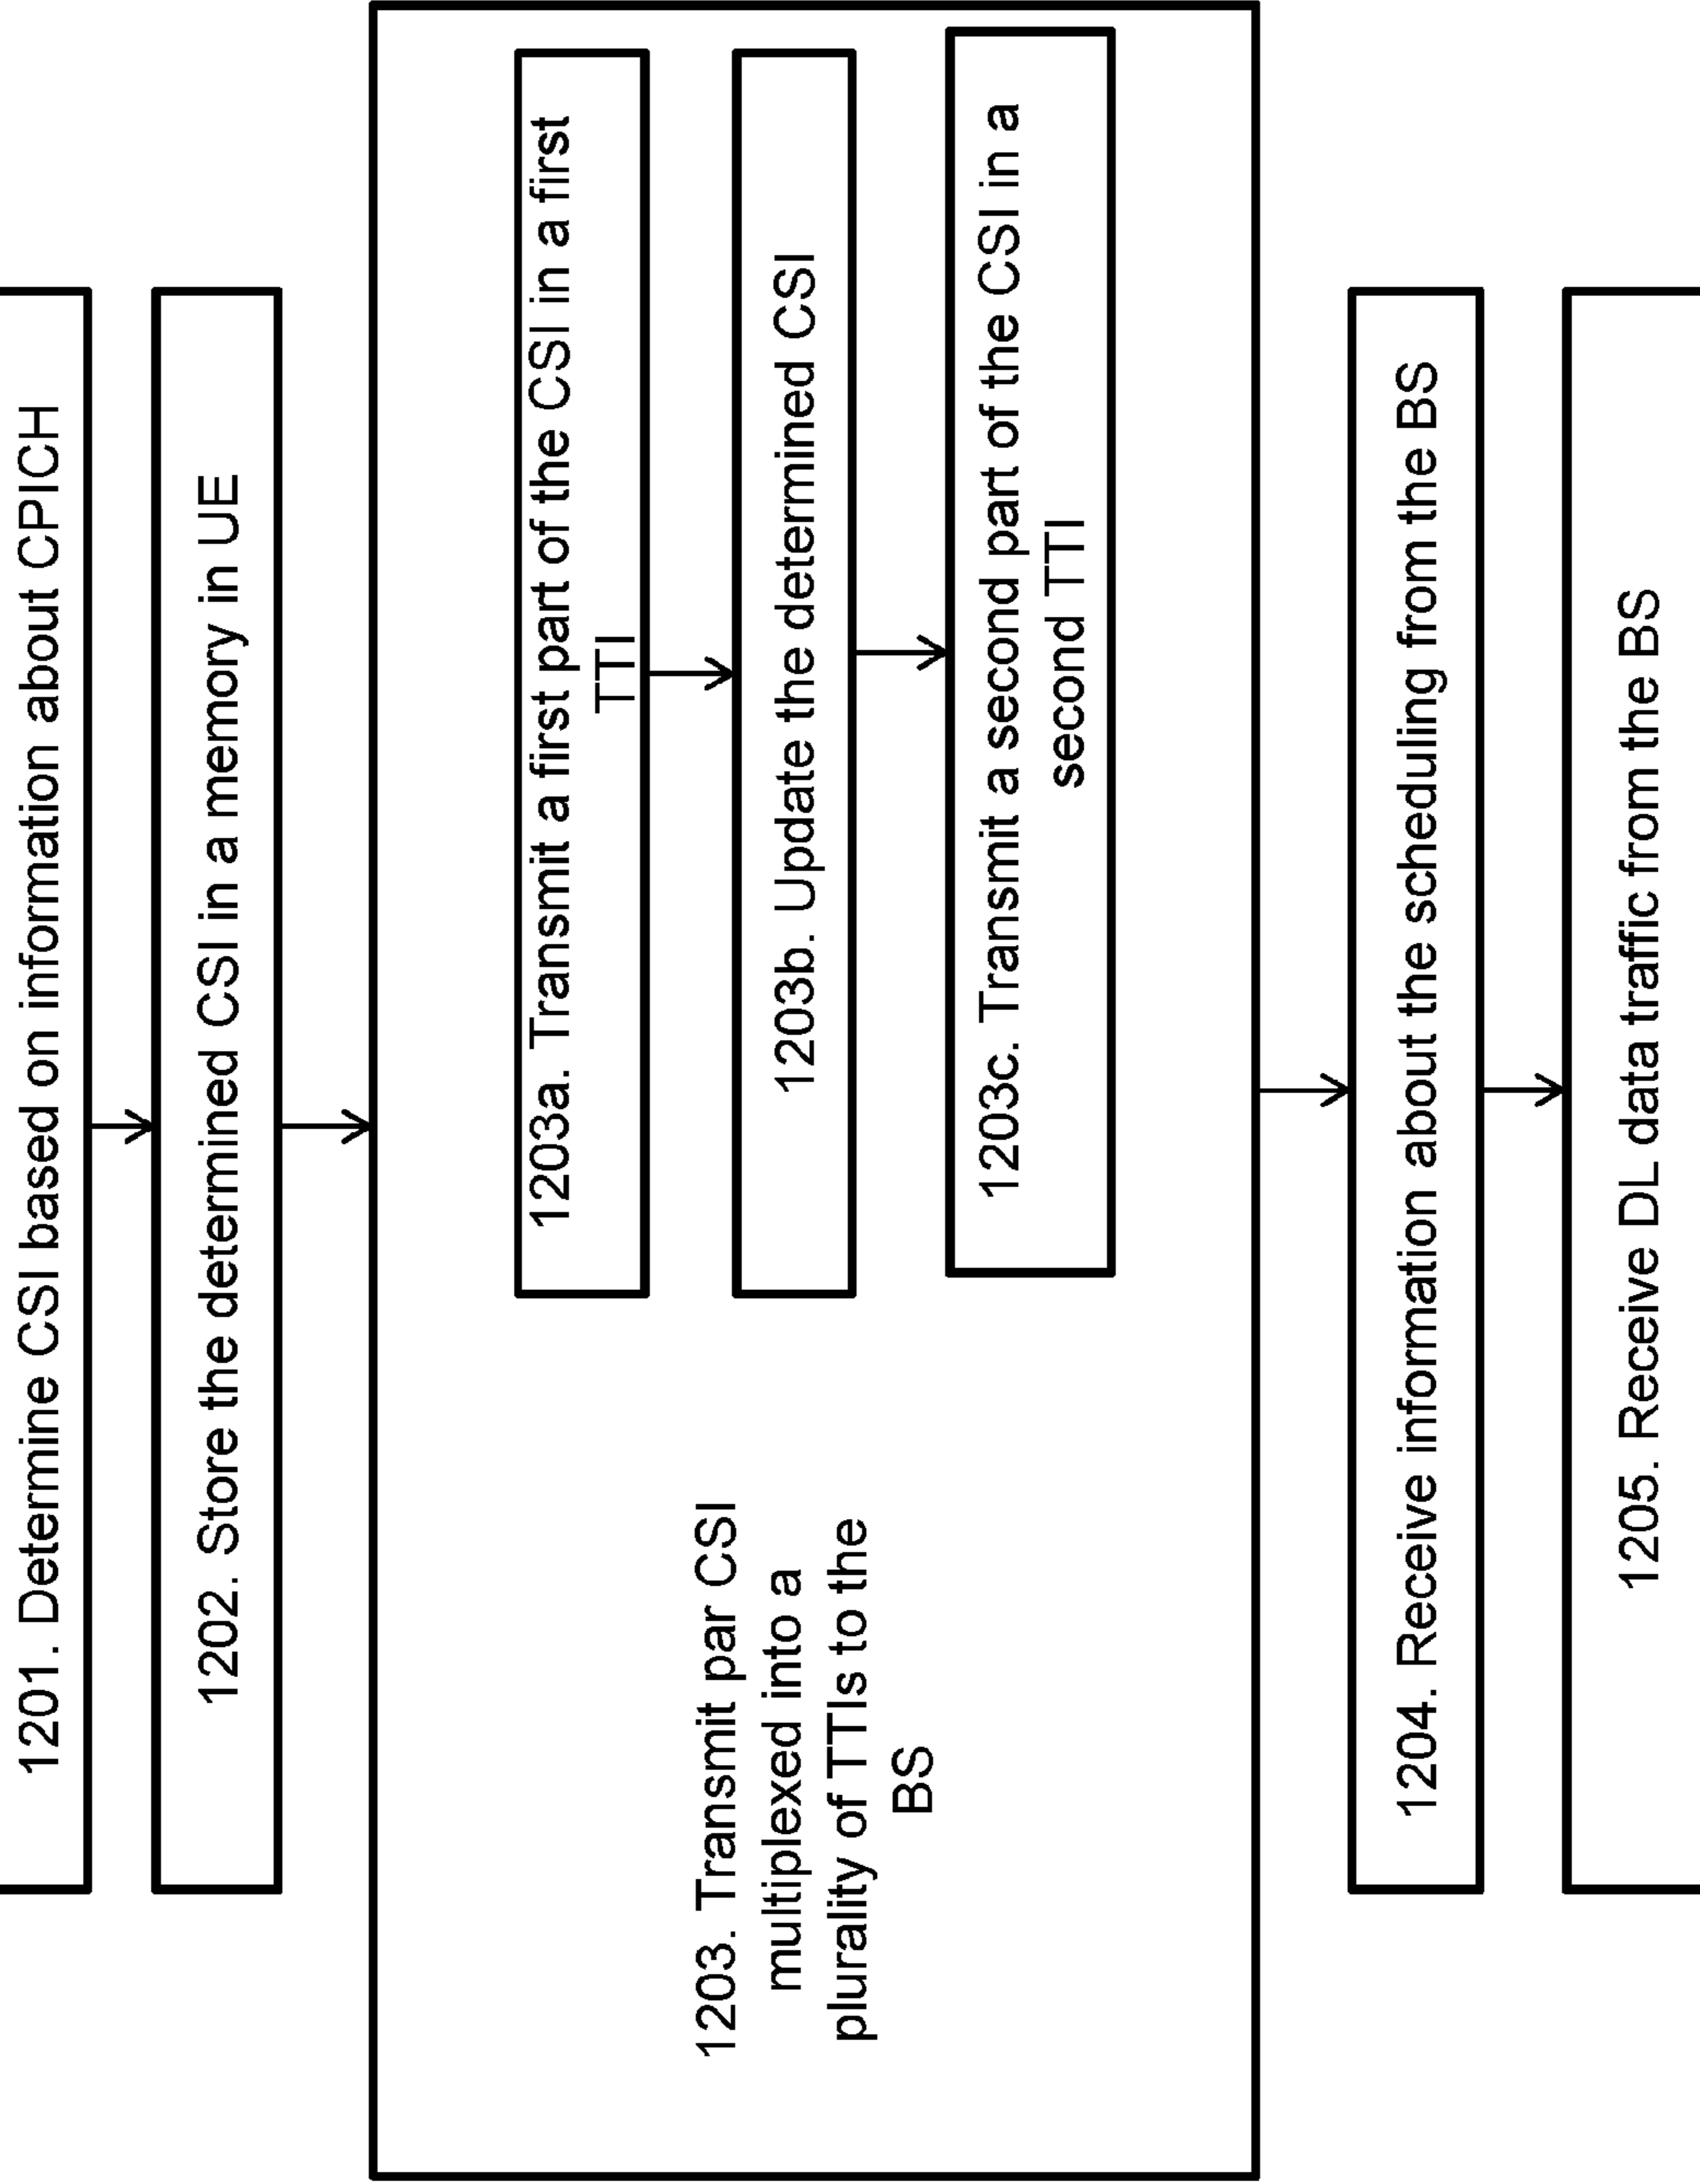 1201. Determine CSI based on information about CPICH
1202. Store the determined CSI in a memory in UE
1203. Transmit par CSI
multiplexed into a
plurality of TTIs to the
BS
1203a. Transmit a first part of the CSI in a first
TTI
1203b. Update the determined CSI
1203c. Transmit a second part of the CSI in a
second TTI
1204. Receive information about the scheduling from the BS
1205. Receive DL data traffic from the BS